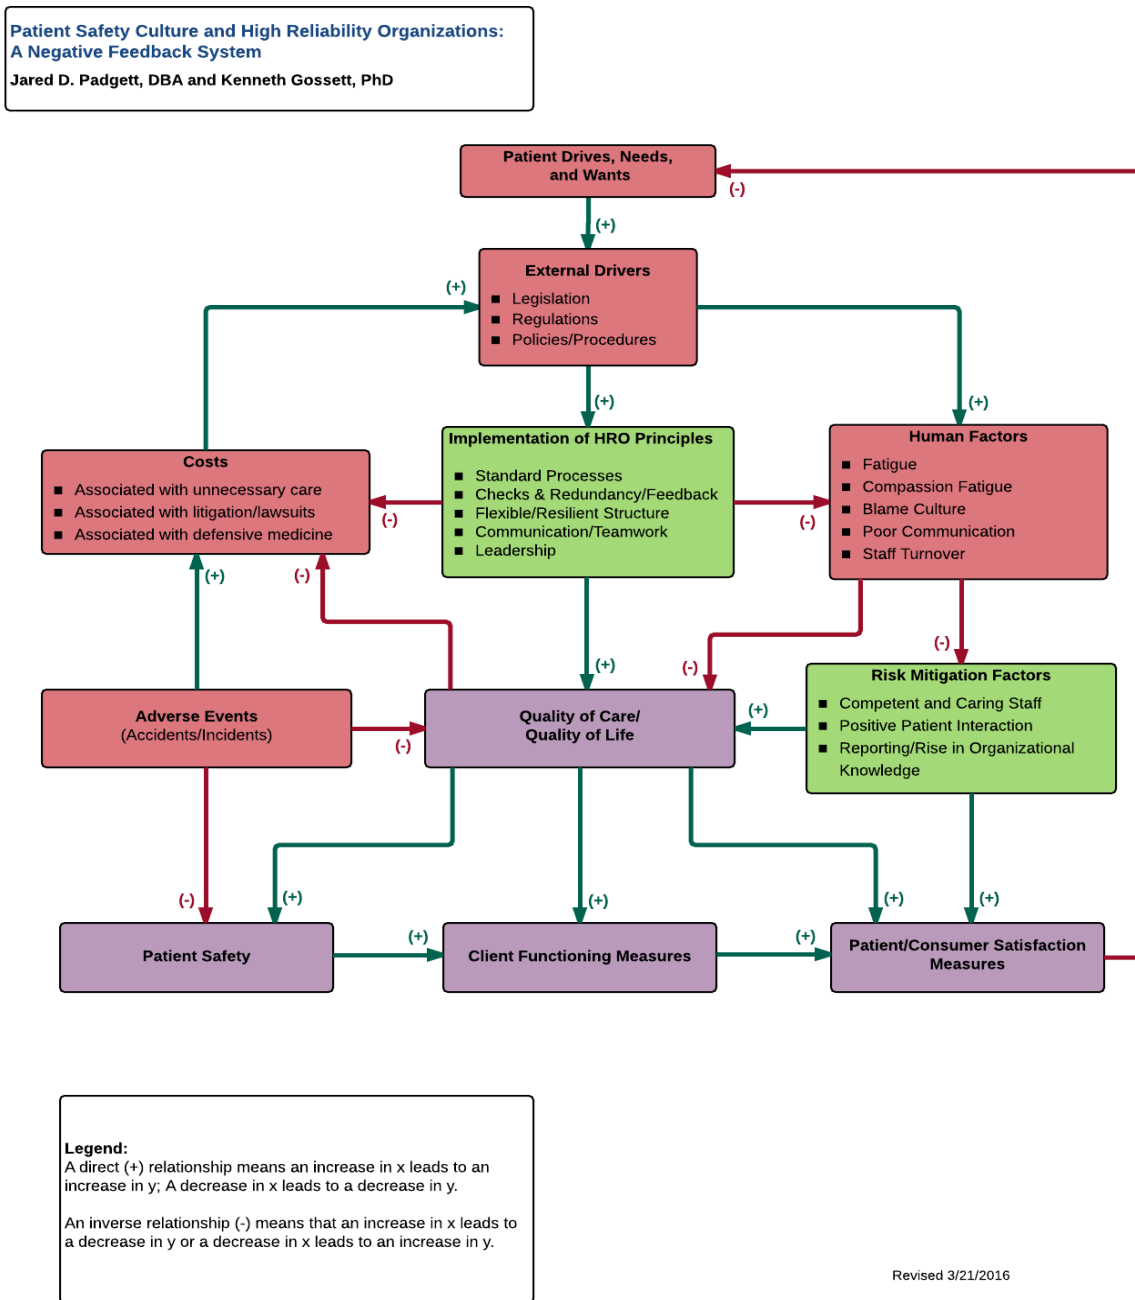 Patient Safety Culture and High Reliability Organizations:
A Negative Feedback System
Jared D. Padgett, DBA and Kenneth Gossett, PhD
Patient Drives, Needs,
and Wants
(-)
(+)
External Drivers
■ Legislation
■ Regulations
■ Policies/Procedures
(+)
(+)
(+)
Costs
■ Associated with unnecessary care
■ Associated with litigation/lawsuits
■ Associated with defensive medicine
(-)
Implementation of HRO Principles
■ Standard Processes
■ Checks & Redundancy/Feedback
■ Flexible/Resilient Structure
■ Communication/Teamwork
■ Leadership
(-)
Human Factors
■ Fatigue
■ Compassion Fatigue
■ Blame Culture
■ Poor Communication
■ Staff Turnover
(+)
(-)
(+)
(-)
(-)
Adverse Events
(Accidents/Incidents)
(-)
Quality of Care/
Quality of Life
(+)
Risk Mitigation Factors
■ Competent and Caring Staff
■ Positive Patient Interaction
■ Reporting/Rise in Organizational
Knowledge
(-)
(+)
(+)
(+)
(+)
Patient Safety
(+)
Client Functioning Measures
(+)
Patient/Consumer Satisfaction
Measures
Legend:
A direct (+) relationship means an increase in x leads to an
increase in y; A decrease in x leads to a decrease in y.
An inverse relationship (-) means that an increase in x leads to
a decrease in y or a decrease in x leads to an increase in y.
Revised 3/21/2016